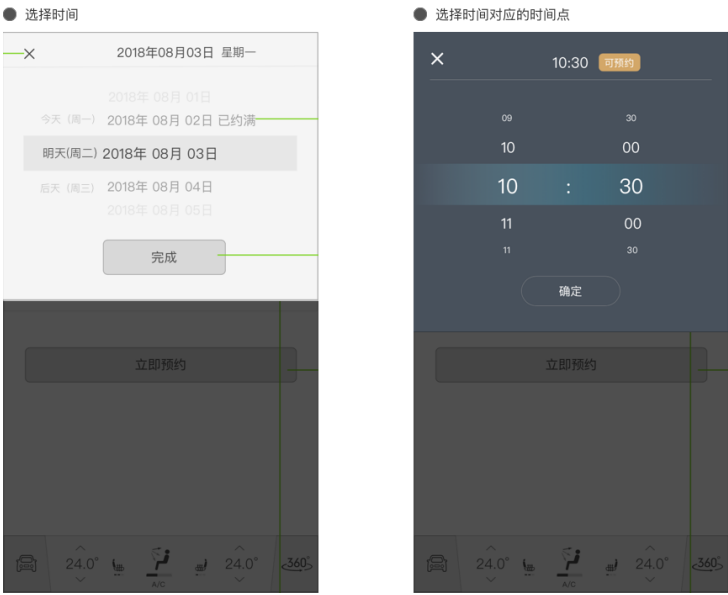 选择时间
2018年08月03日 星期一
2018年 08月 01日
今天（周一） 2018年 08月 02日 已约满
明天(周二) 2018年 08月 03日
后天（周三） 2018年 08月 04日
2018年 08月 05日
完成
立即预约
24.0° 24.0° 360°
A/C
选择时间对应的时间点
10:30 可预约
09 30
10 00
10 : 30
11 00
11 30
确定
立即预约
24.0° 24.0° 360°
A/C